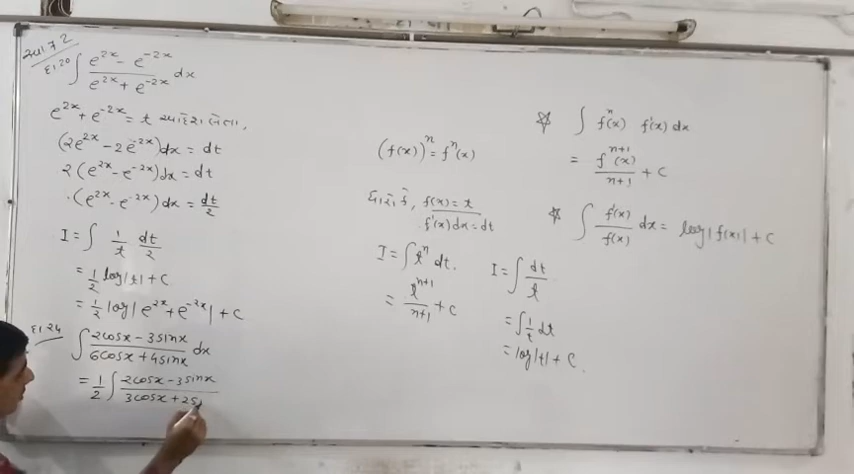 સ્વા 7.2
દા.20 ∫ (e^{2x} - e^{-2x})/(e^{2x} + e^{-2x}) dx
e^{2x} + e^{-2x} = t આદેશ લેતા,
(2e^{2x} - 2e^{-2x})dx = dt
2(e^{2x} - e^{-2x})dx = dt
∴(e^{2x} - e^{-2x})dx = dt/2
I = ∫ 1/t dt/2
= 1/2 log|t| + c
= 1/2 log|e^{2x} + e^{-2x}| + c
દા.24 ∫ (2cosx - 3sinx)/(6cosx + 4sinx) dx
= 1/2 ∫ (2cosx - 3sinx)/(3cosx + 2s
(f(x))^n = f^n(x)
ધારો કે, f(x) = t
f'(x)dx = dt
I = ∫ t^n dt.
= t^{n+1}/(n+1) + c
I = ∫ dt/t
= ∫ 1/t dt
= log|t| + c.
☆ ∫ f^n(x) f'(x) dx
= f^{n+1}(x)/(n+1) + c
☆ ∫ f'(x)/f(x) dx = log|f(x)| + c